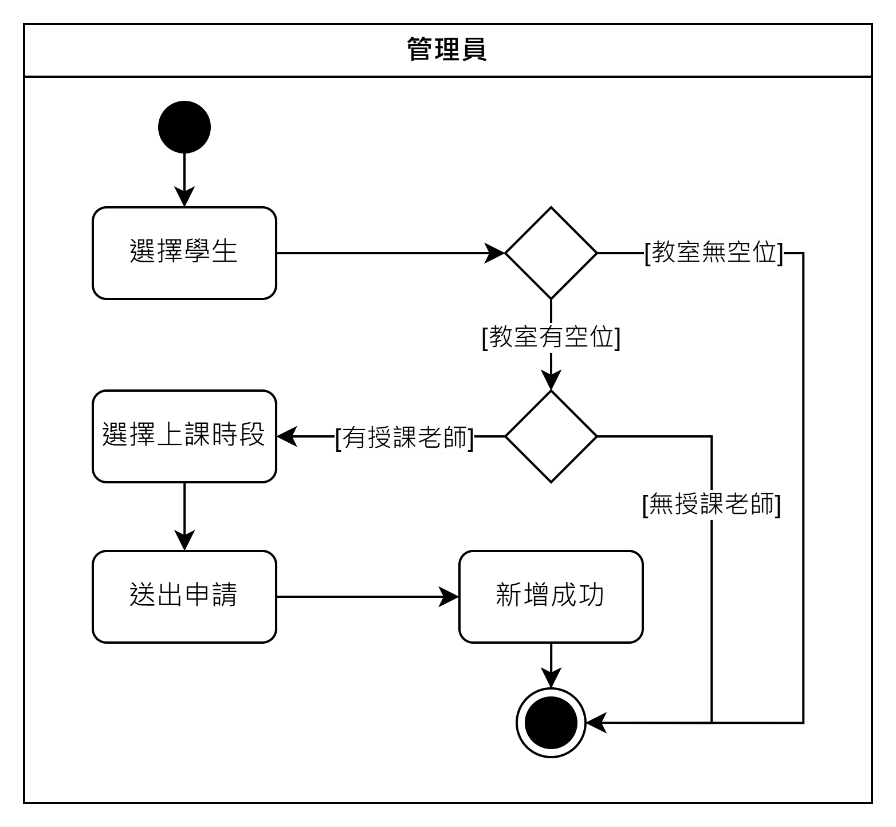 管理員
選擇學生
[教室無空位]
[教室有空位]
選擇上課時段
[有授課老師]
[無授課老師]
送出申請
新增成功